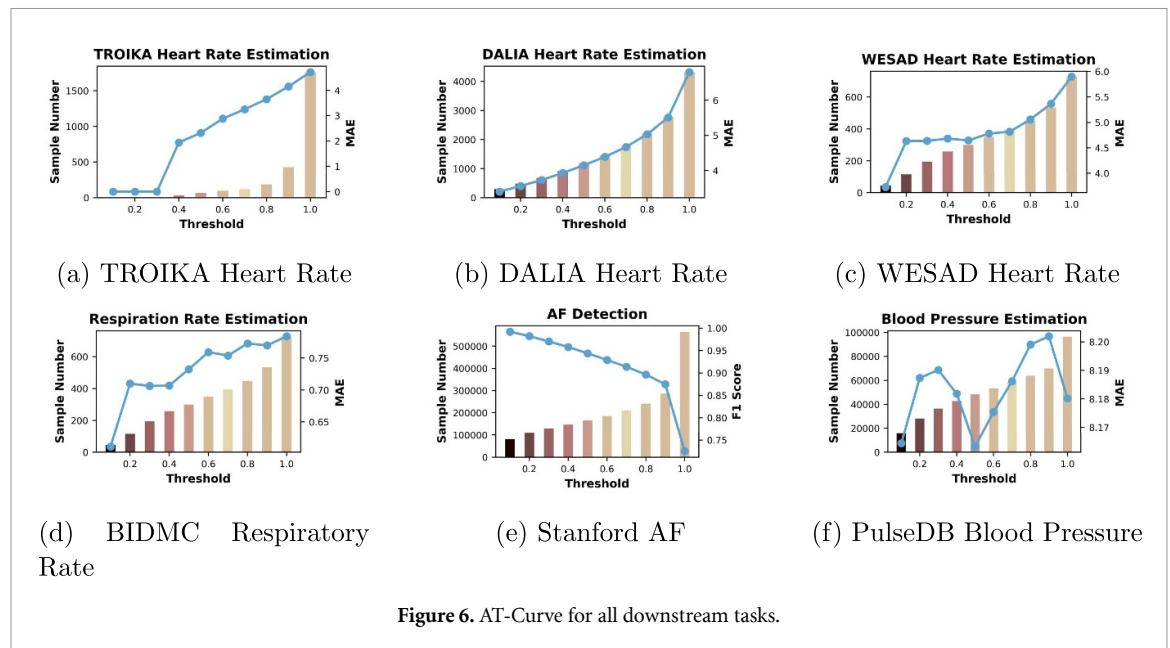 TROIKA Heart Rate Estimation
Sample Number
1500
1000
500
0
4
3
2
1
0
MAE
0.2 0.4 0.6 0.8 1.0
Threshold
(a) TROIKA Heart Rate
DALIA Heart Rate Estimation
Sample Number
4000
3000
2000
1000
0
6
5
4
MAE
0.2 0.4 0.6 0.8 1.0
Threshold
(b) DALIA Heart Rate
WESAD Heart Rate Estimation
Sample Number
600
400
200
0
6.0
5.5
5.0
4.5
4.0
MAE
0.2 0.4 0.6 0.8 1.0
Threshold
(c) WESAD Heart Rate
Respiration Rate Estimation
Sample Number
600
400
200
0
0.75
0.70
0.65
MAE
0.2 0.4 0.6 0.8 1.0
Threshold
(d) BIDMC Respiratory
Rate
AF Detection
Sample Number
500000
400000
300000
200000
100000
0
1.00
0.95
0.90
0.85
0.80
0.75
F1 Score
0.2 0.4 0.6 0.8 1.0
Threshold
(e) Stanford AF
Blood Pressure Estimation
Sample Number
100000
80000
60000
40000
20000
0
8.20
8.19
8.18
8.17
MAE
0.2 0.4 0.6 0.8 1.0
Threshold
(f) PulseDB Blood Pressure
Figure 6. AT-Curve for all downstream tasks.